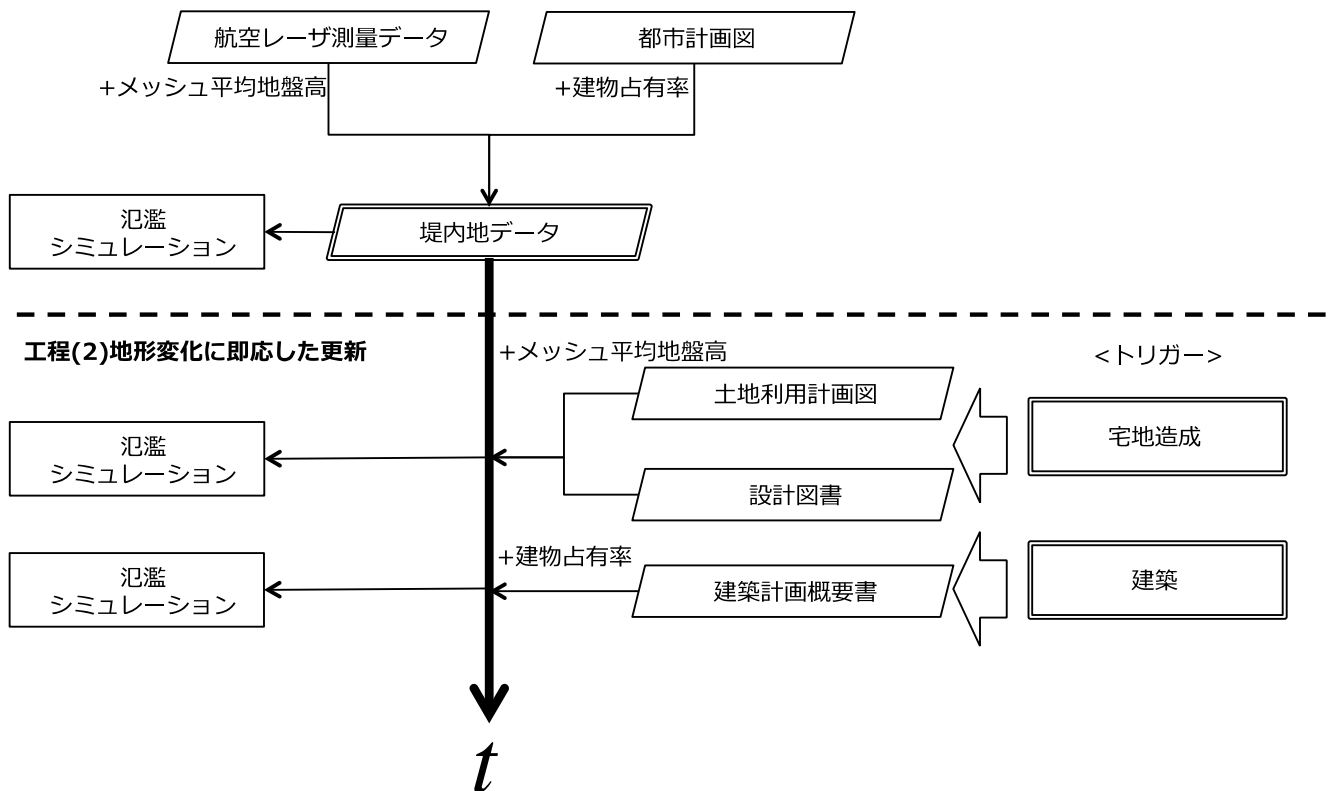 航空レーザ測量データ
都市計画図
+メッシュ平均地盤高
+建物占有率
氾濫
シミュレーション
堤内地データ
工程(2)地形変化に即応した更新
+メッシュ平均地盤高
<トリガー>
土地利用計画図
宅地造成
氾濫
シミュレーション
設計図書
+建物占有率
氾濫
シミュレーション
建築計画概要書
建築
t